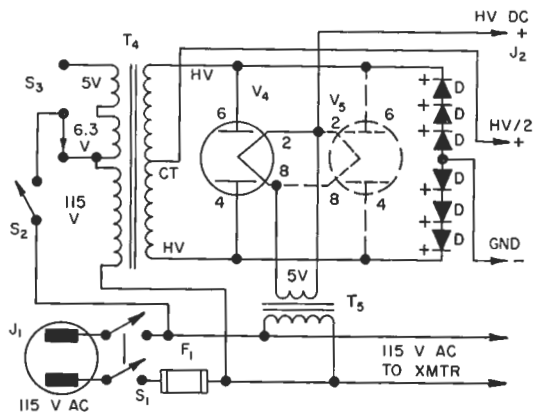 HV DC
+
J2
T4
S3
5V
HV
V4
V5
+ D
+ D
+ D
6
2
2
6
6.3
V
HV/2
+
CT
8
8
115
V
4
4
+ D
D
+ D
S2
GND
-
HV
5V
T5
J1
F1
115 V AC
TO XMTR
S1
115 V AC